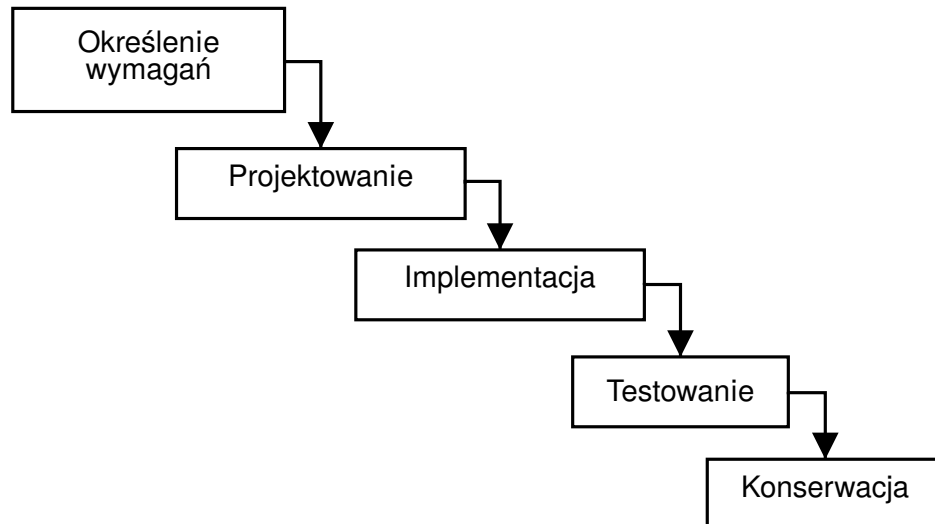 Określenie
wymagań
Projektowanie
Implementacja
Testowanie
Konserwacja